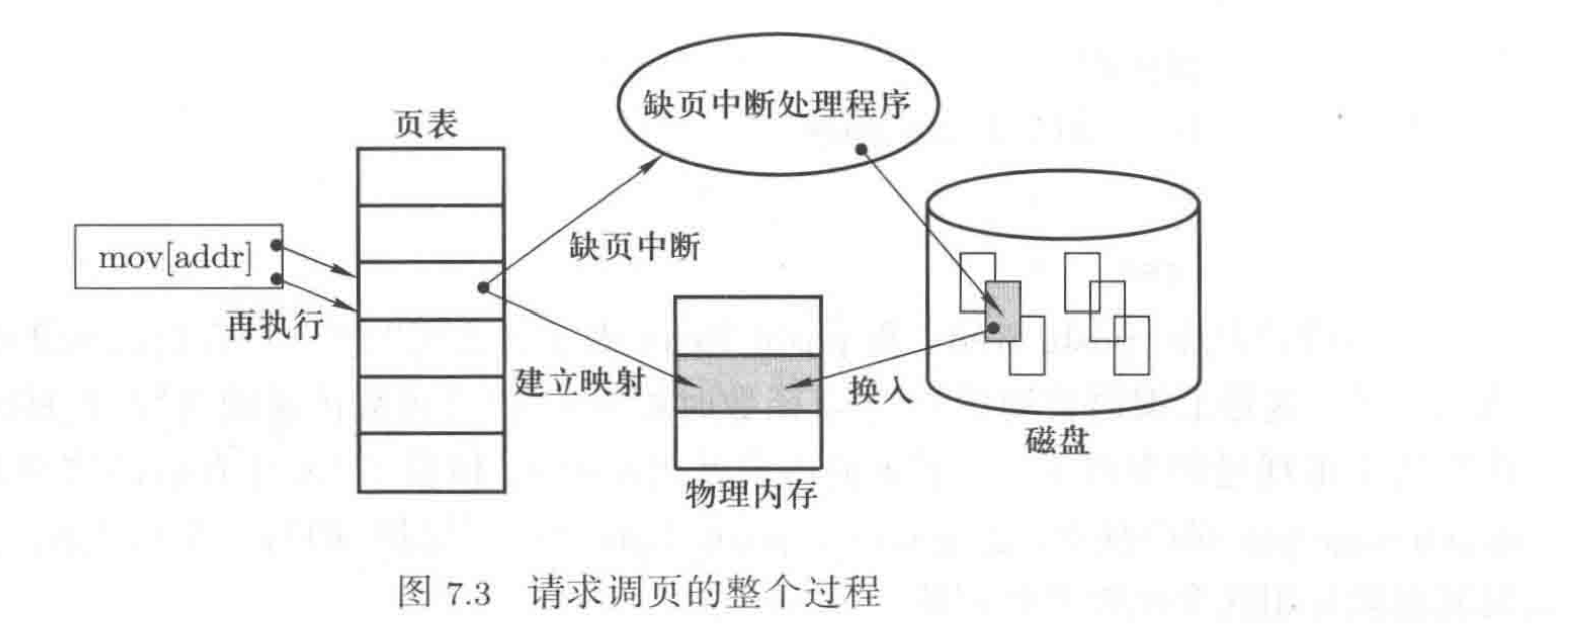 缺页中断处理程序
页表
缺页中断
mov[addr]
再执行
建立映射
换入
磁盘
物理内存
图 7.3 请求调页的整个过程